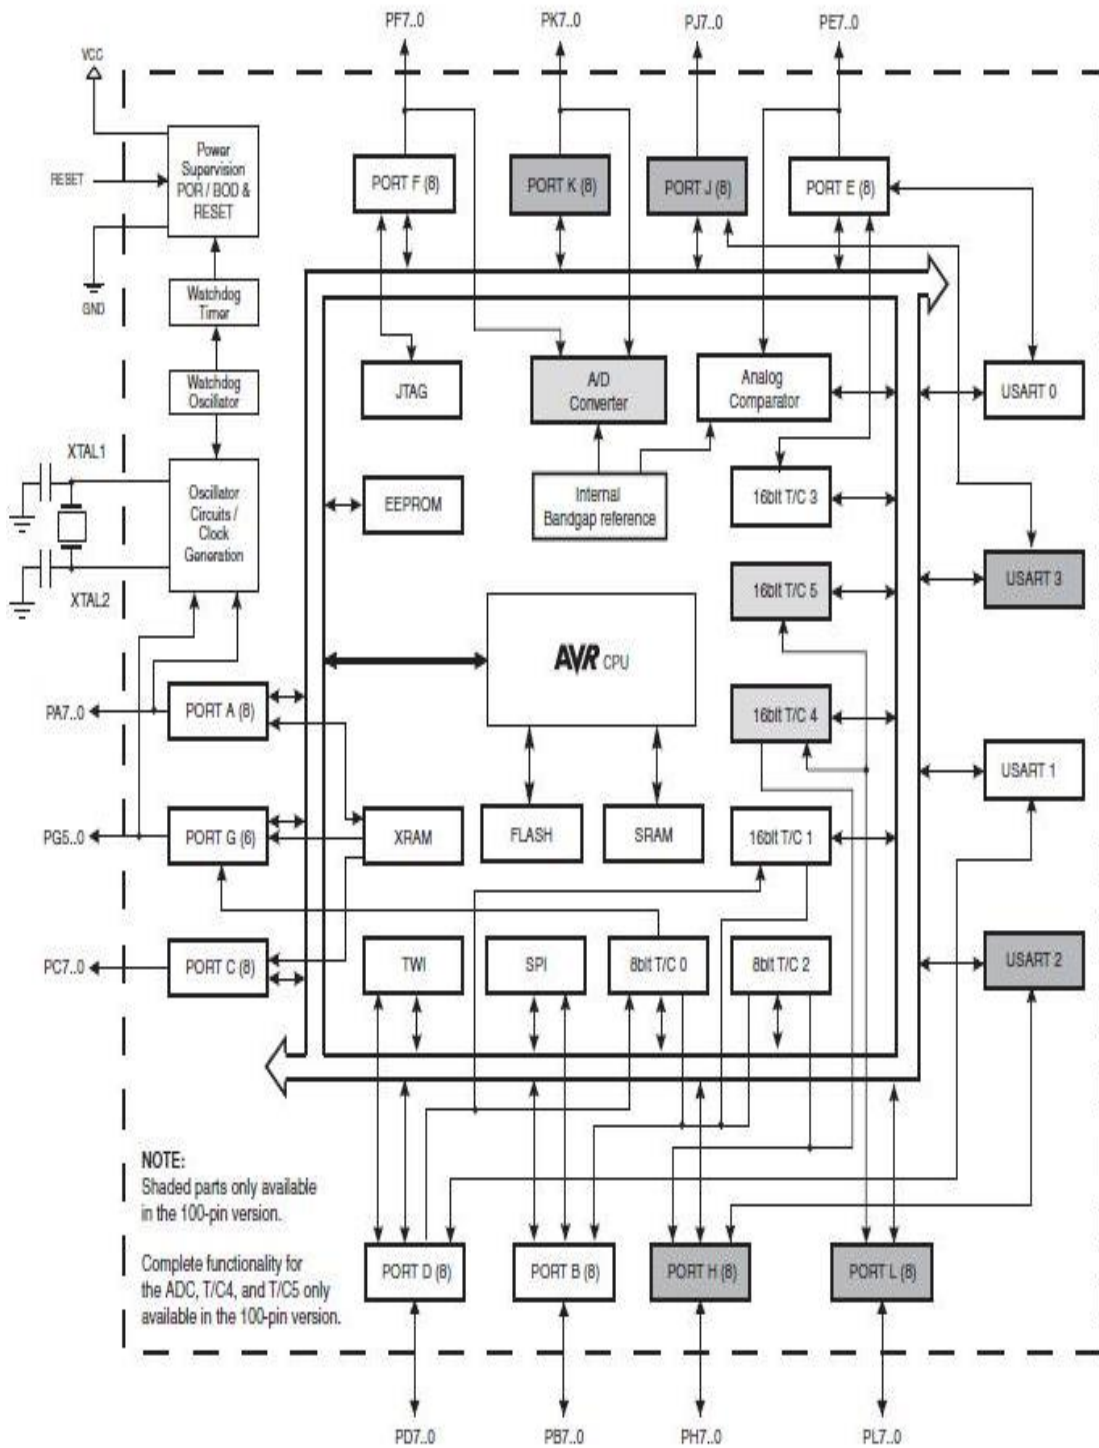 PF7..0
PK7..0
PJ7..0
PE7..0
VCC
RESET
GND
Power
Supervision
POR / BOD &
RESET
PORT F (8)
PORT K (8)
PORT J (8)
PORT E (8)
Watchdog
Timer
Watchdog
Oscillator
JTAG
A/D
Converter
Analog
Comparator
USART 0
XTAL1
Oscillator
Circuits /
Clock
Generation
XTAL2
EEPROM
Internal
Bandgap reference
16bit T/C 3
USART 3
16bit T/C 5
AVR CPU
PA7..0
PORT A (8)
16bit T/C 4
USART 1
PG5..0
PORT G (6)
XRAM
FLASH
SRAM
16bit T/C 1
PC7..0
PORT C (8)
TWI
SPI
8bit T/C 0
8bit T/C 2
USART 2
NOTE:
Shaded parts only available
in the 100-pin version.
Complete functionality for
the ADC, T/C4, and T/C5 only
available in the 100-pin version.
PORT D (8)
PORT B (8)
PORT H (8)
PORT L (8)
PD7..0
PB7..0
PH7..0
PL7..0